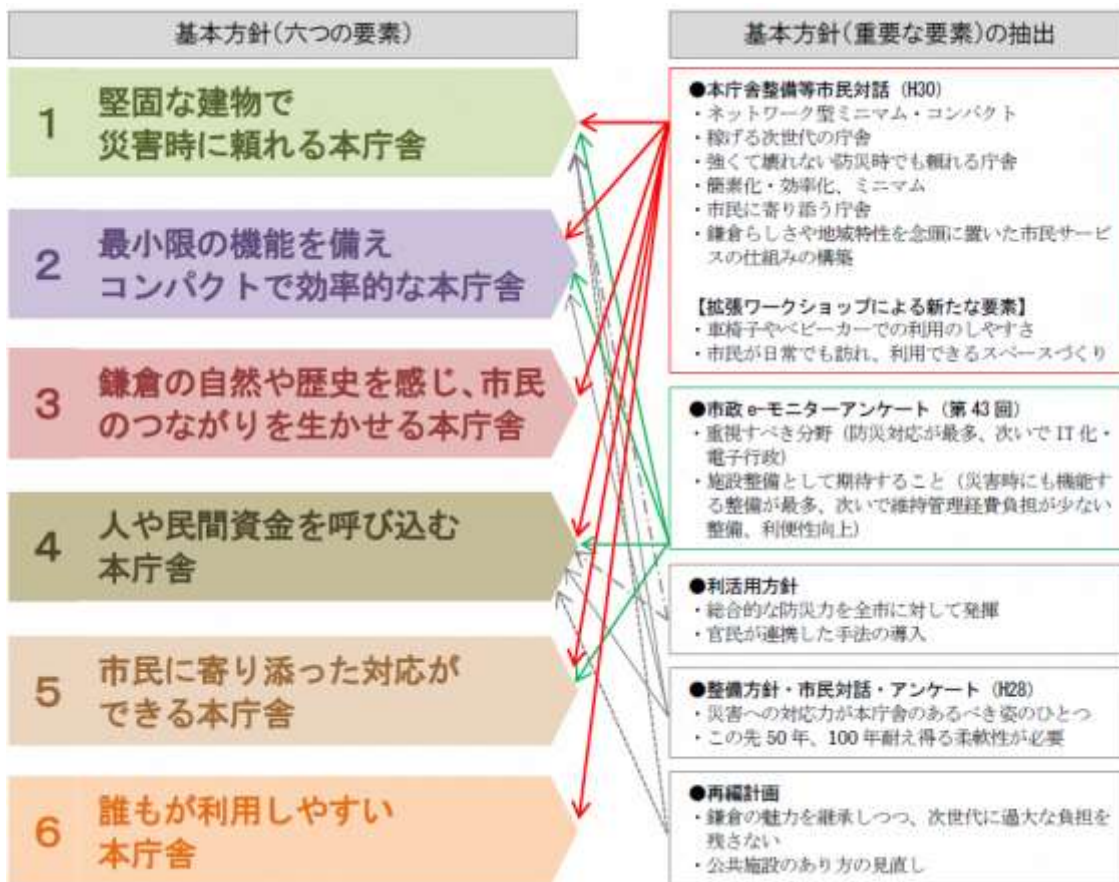 基本方針（六つの要素）
1
堅固な建物で
災害時に頼れる本庁舎
2
最小限の機能を備え
コンパクトで効率的な本庁舎
3
鎌倉の自然や歴史を感じ、市民
のつながりを生かせる本庁舎
4
人や民間資金を呼び込む
本庁舎
5
市民に寄り添った対応が
できる本庁舎
6
誰もが利用しやすい
本庁舎
基本方針（重要な要素）の抽出
●本庁舎整備等市民対話（H30）
・ネットワーク型ミニマム・コンパクト
・稼げる次世代の庁舎
・強くて壊れない防災時でも頼れる庁舎
・簡素化・効率化、ミニマム
・市民に寄り添う庁舎
・鎌倉らしさや地域特性を念頭に置いた市民サービ
スの仕組みの構築
【拡張ワークショップによる新たな要素】
・車椅子やベビーカーでの利用のしやすさ
・市民が日常でも訪れ、利用できるスペースづくり
●市政 e-モニターアンケート（第 43 回）
・重視すべき分野（防災対応が最多、次いで IT 化・
電子行政）
・施設整備として期待すること（災害時にも機能す
る整備が最多、次いで維持管理経費負担が少ない
整備、利便性向上）
●利活用方針
・総合的な防災力を全市に対して発揮
・官民が連携した手法の導入
●整備方針・市民対話・アンケート（H28）
・災害への対応力が本庁舎のあるべき姿のひとつ
・この先 50 年、100 年耐え得る柔軟性が必要
●再編計画
・鎌倉の魅力を継承しつつ、次世代に過大な負担を
残さない
・公共施設のあり方の見直し